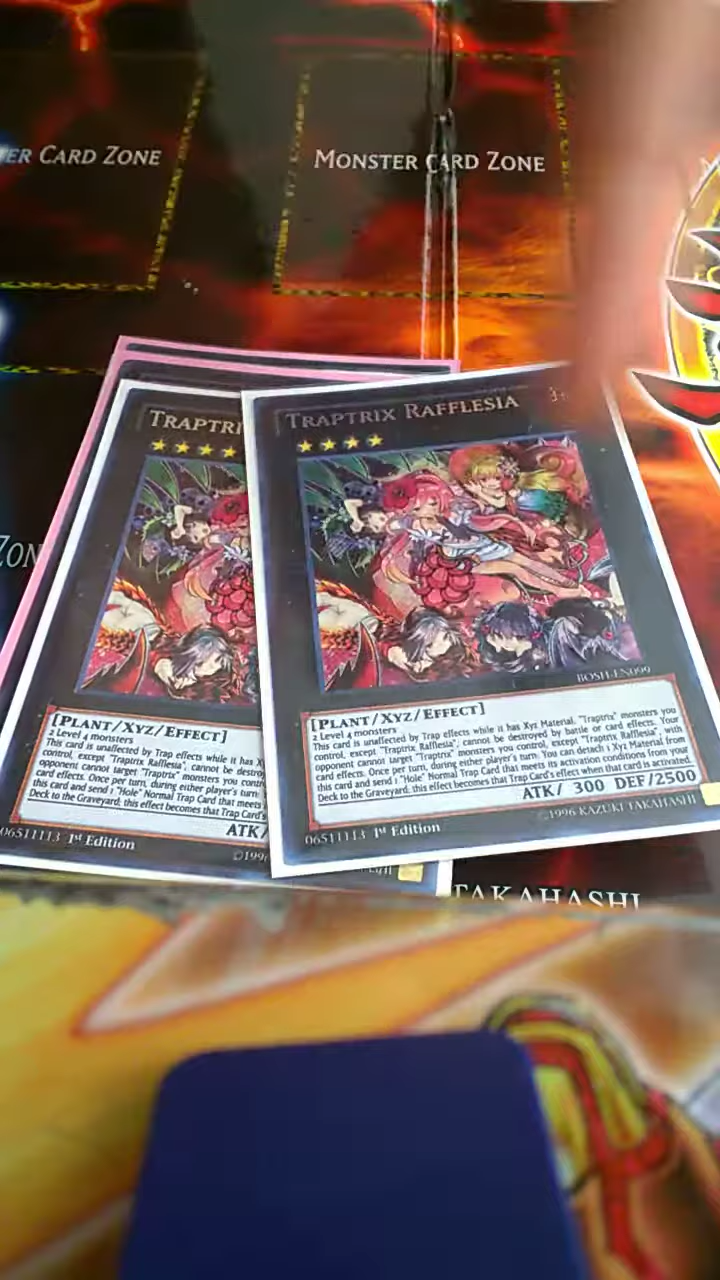 ER CARD ZONE
MONSTER CARD ZONE
ZON
TRAPTRI
[PLANT/XYZ/EFFECT]
2 Level 4 monsters
This card is unaffected by Trap effects while it has X
control, except "Traptrix Rafflesia", cannot be destroy
opponent cannot target "Traptrix" monsters you contr
card effects. Once per turn, during either player's turn:
this card and send 1 "Hole" Normal Trap Card that meets
Deck to the Graveyard; this effect becomes that Trap Card's
ATK/
06511113 1st Edition
©1996
TRAPTRIX RAFFLESIA
BOSH-EN099
[PLANT/XYZ/EFFECT]
2 Level 4 monsters
This card is unaffected by Trap effects while it has Xyz Material. "Traptrix" monsters you
control, except "Traptrix Rafflesia", cannot be destroyed by battle or card effects. Your
opponent cannot target "Traptrix" monsters you control, except "Traptrix Rafflesia", with
card effects. Once per turn, during either player's turn: You can detach 1 Xyz Material from
this card and send 1 "Hole" Normal Trap Card that meets its activation conditions from your
Deck to the Graveyard; this effect becomes that Trap Card's effect when that card is activated.
ATK/ 300 DEF/2500
06511113 1st Edition
©1996 KAZUKI TAKAHASHI
TAKAHASHI